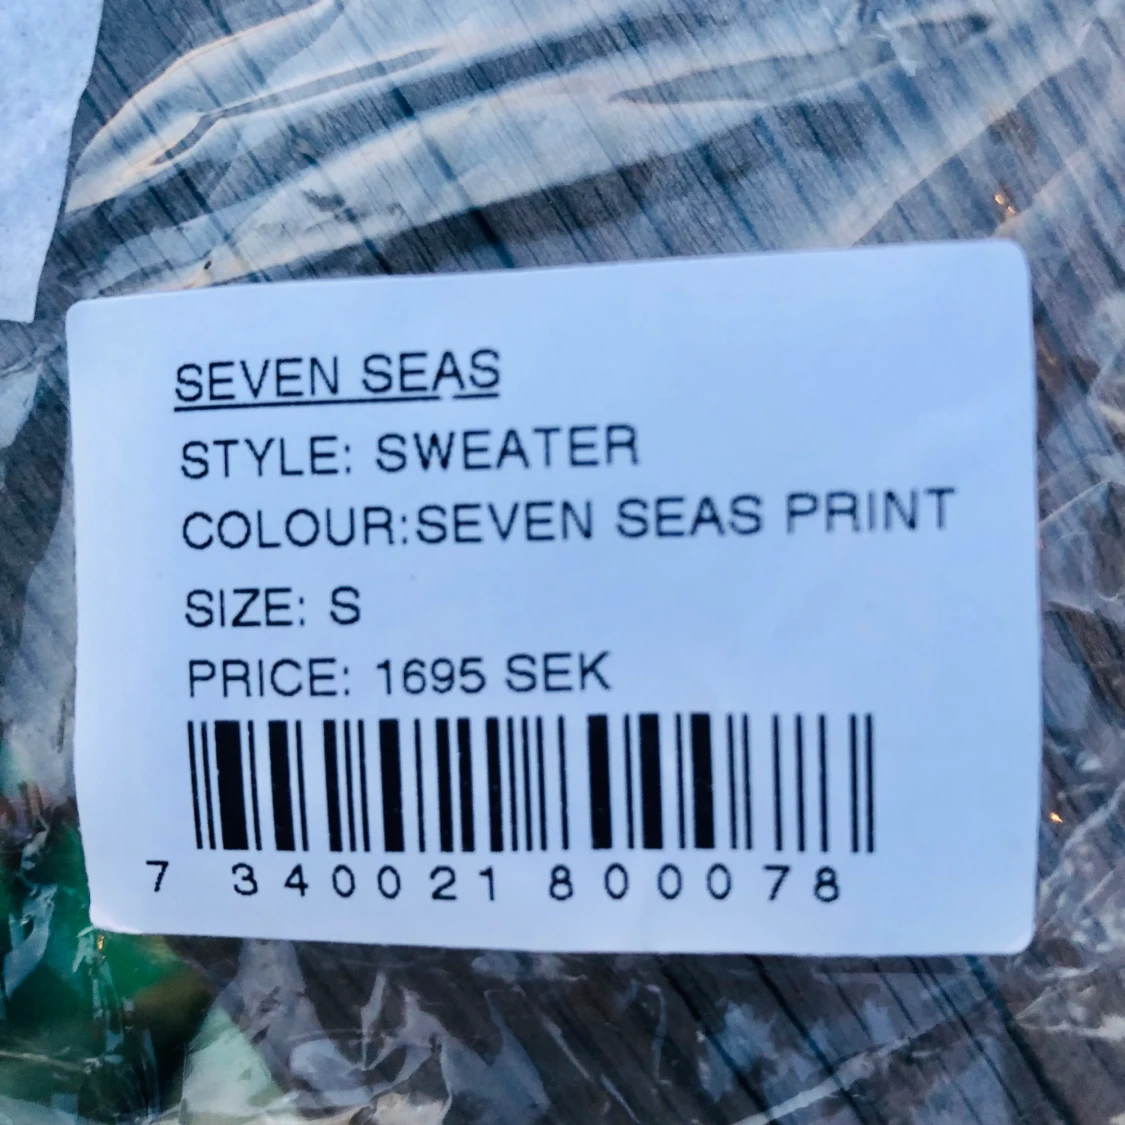 SEVEN SEAS
STYLE: SWEATER
COLOUR:SEVEN SEAS PRINT
SIZE: S
PRICE: 1695 SEK
7 340021 800078